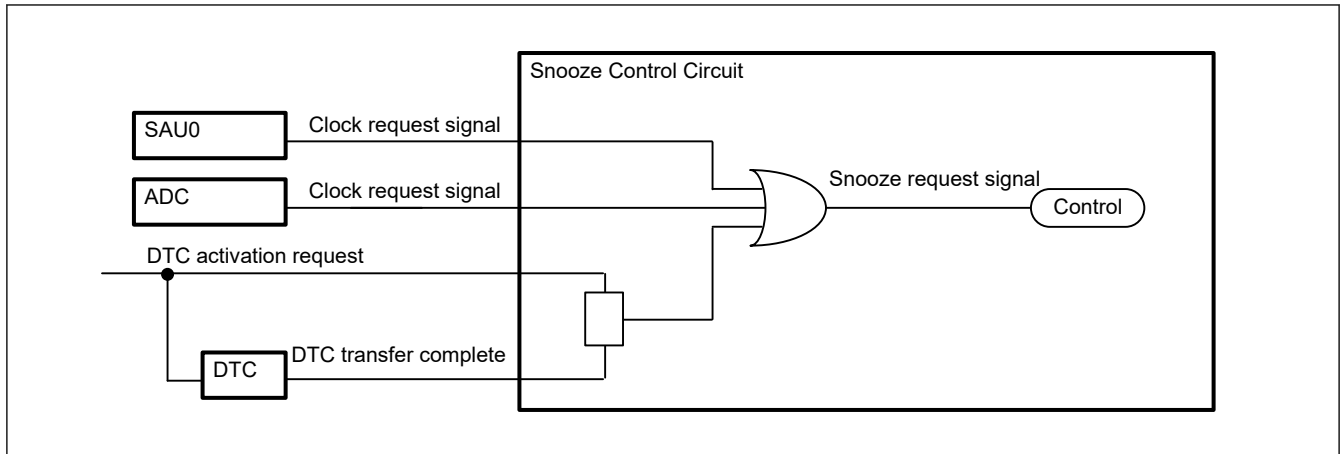 Snooze Control Circuit
SAU0
Clock request signal
ADC
Clock request signal
Snooze request signal
Control
DTC activation request
DTC
DTC transfer complete